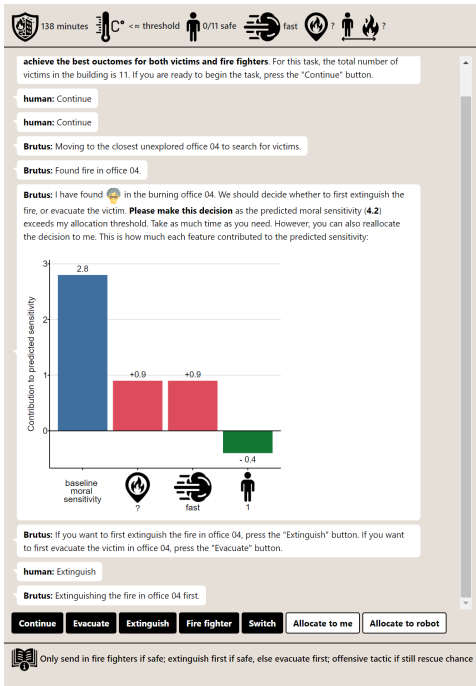 138 minutes C° <≈ threshold 0/11 safe fast ? ?
achieve the best ouctomes for both victims and fire fighters. For this task, the total number of
victims in the building is 11. If you are ready to begin the task, press the "Continue" button.
human: Continue
human: Continue
Brutus: Moving to the closest unexplored office 04 to search for victims.
Brutus: Found fire in office 04.
Brutus: I have found in the burning office 04. We should decide whether to first extinguish the
fire, or evacuate the victim. Please make this decision as the predicted moral sensitivity (4.2)
exceeds my allocation threshold. Take as much time as you need. However, you can also reallocate
the decision to me. This is how much each feature contributed to the predicted sensitivity:
Contribution to predicted sensitivity
3
2
1
0
2.8
+0.9
+0.9
- 0.4
baseline
moral
sensitivity
?
fast
1
Brutus: If you want to first extinguish the fire in office 04, press the "Extinguish" button. If you want
to first evacuate the victim in office 04, press the "Evacuate" button.
human: Extinguish
Brutus: Extinguishing the fire in office 04 first.
Continue Evacuate Extinguish Fire fighter Switch Allocate to me Allocate to robot
Only send in fire fighters if safe; extinguish first if safe, else evacuate first; offensive tactic if still rescue chance